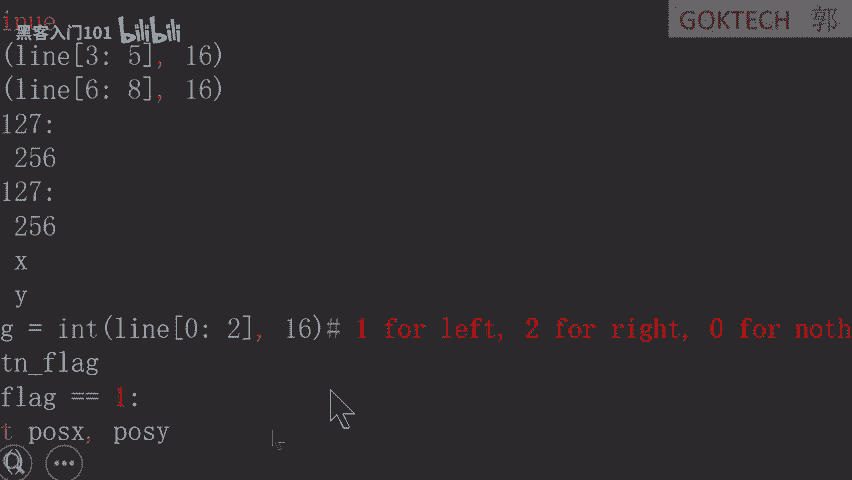 GOKTECH 郭
inue
黑客入门101 bilibili
(line[3: 5], 16)
(line[6: 8], 16)
127:
256
127:
256
x
y
g = int(line[0: 2], 16)# 1 for left, 2 for right, 0 for noth
tn_flag
flag == 1:
t posx, posy